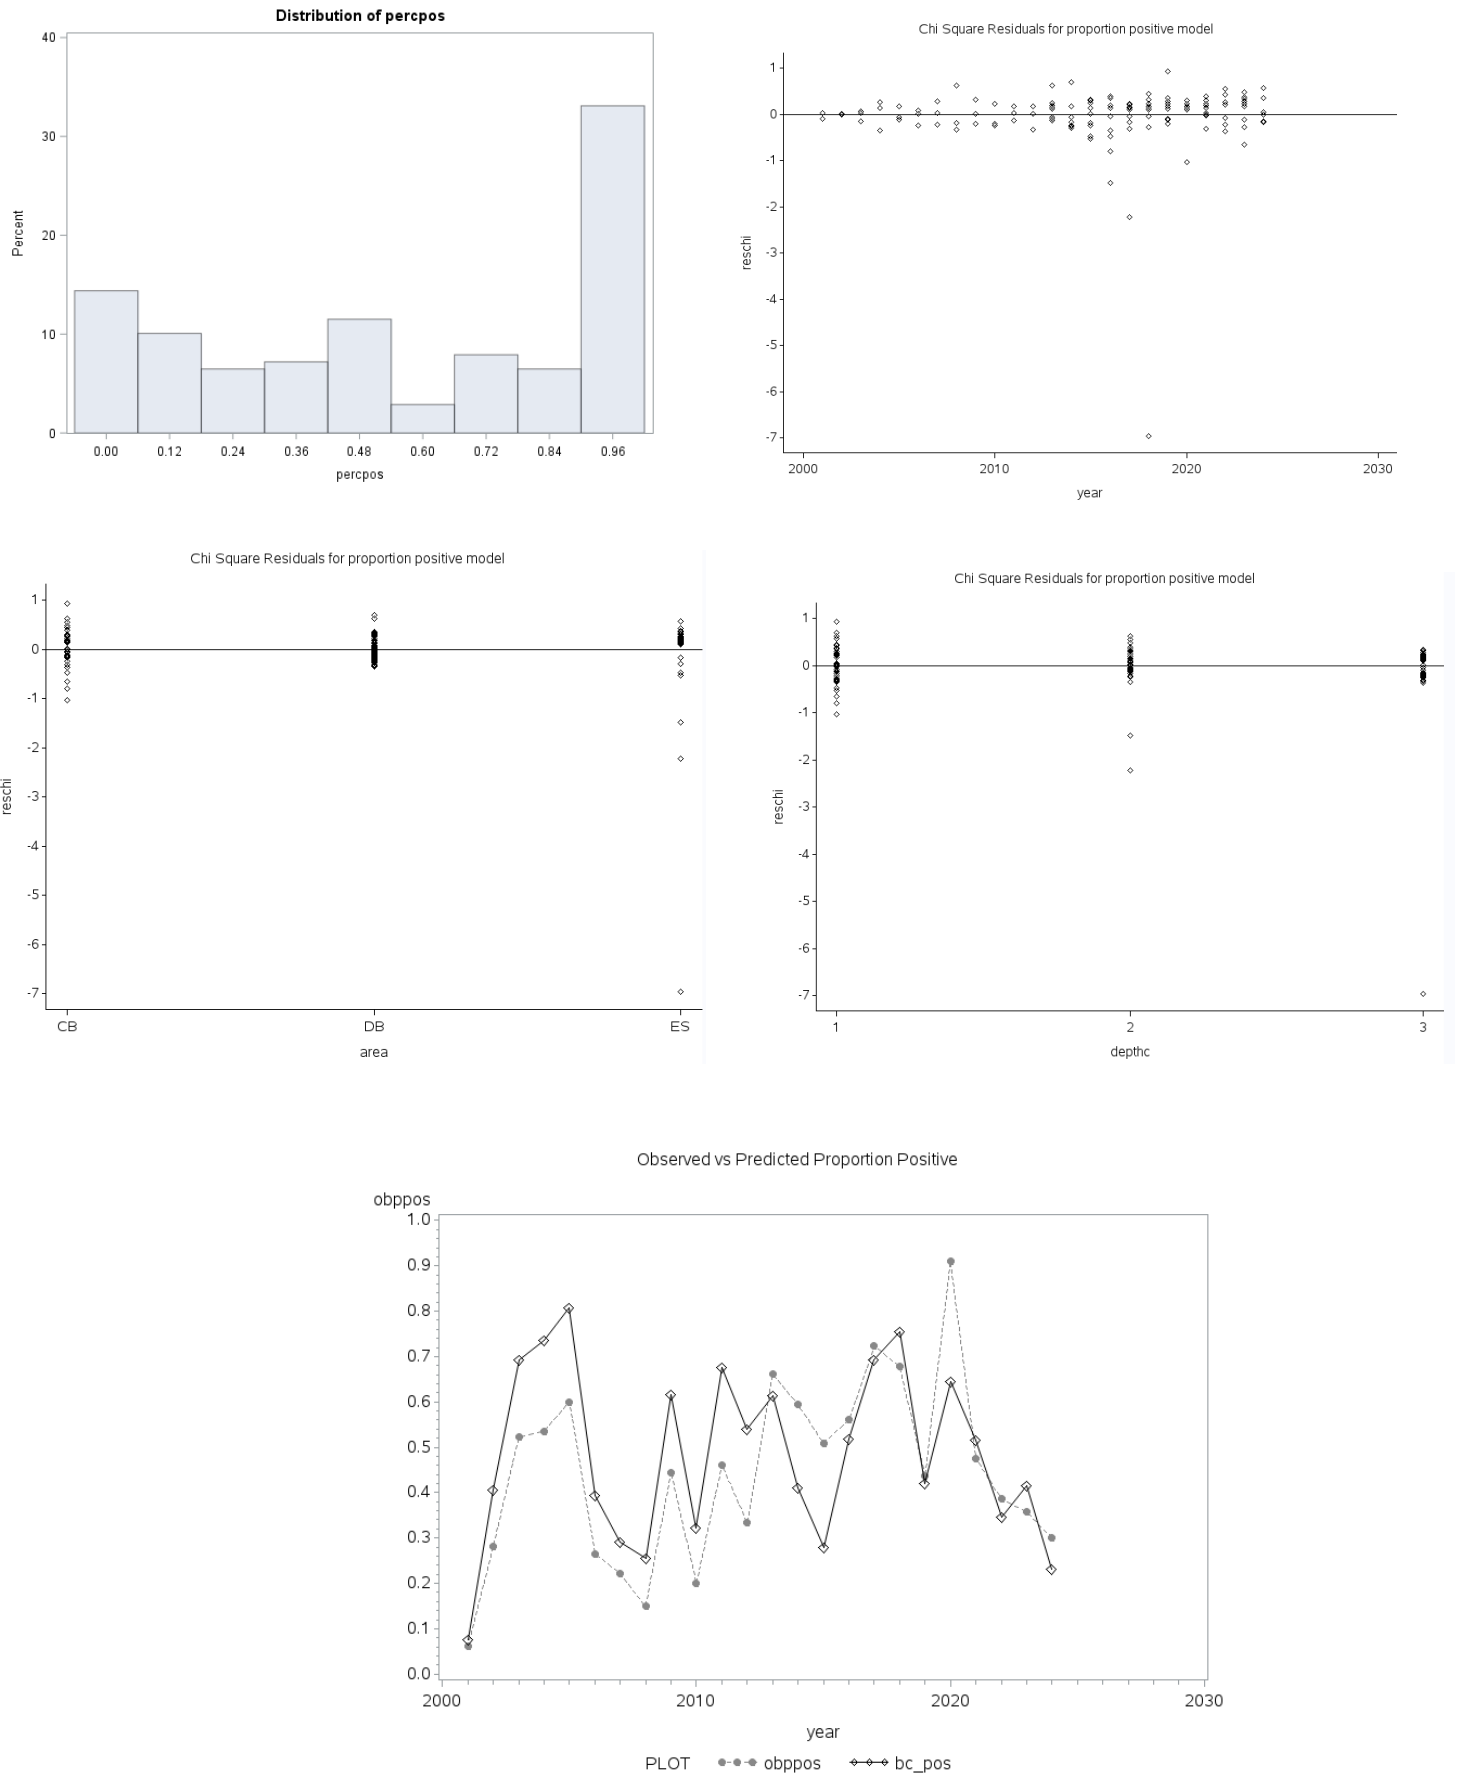 Distribution of percpos
40
30
20
10
0
Percent
0.00 0.12 0.24 0.36 0.48 0.60 0.72 0.84 0.96
percpos
Chi Square Residuals for proportion positive model
1
0
-1
-2
-3
-4
-5
-6
-7
reschi
2000 2010 2020 2030
year
Chi Square Residuals for proportion positive model
1
0
-1
-2
-3
-4
-5
-6
-7
reschi
CB DB ES
area
Chi Square Residuals for proportion positive model
1
0
-1
-2
-3
-4
-5
-6
-7
reschi
1 2 3
depthc
Observed vs Predicted Proportion Positive
obppos
1.0
0.9
0.8
0.7
0.6
0.5
0.4
0.3
0.2
0.1
0.0
2000 2010 2020 2030
year
PLOT obppos bc_pos